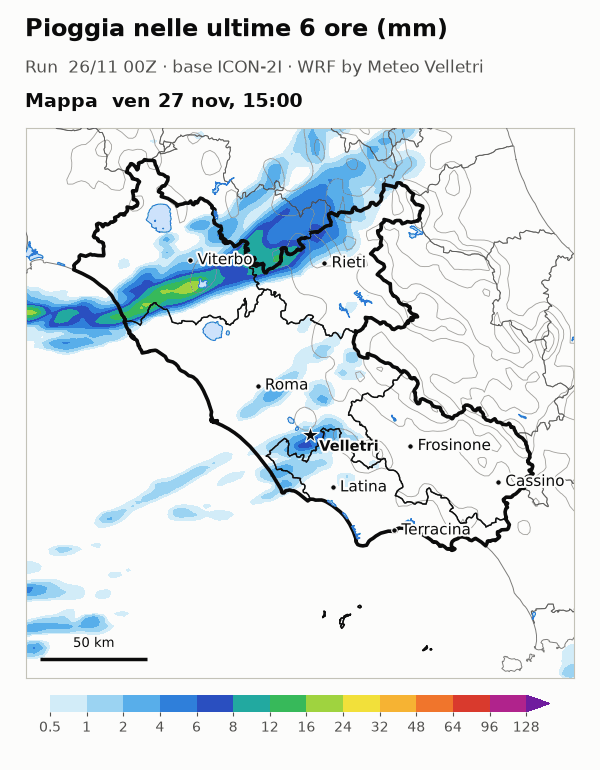 Pioggia nelle ultime 6 ore (mm)
Run  26/11 00Z · base ICON-2I · WRF by Meteo Velletri
Mappa  ven 27 nov, 15:00
Viterbo
Rieti
Roma
Velletri
Frosinone
Cassino
Latina
Terracina
50 km
0.5 1 2 4 6 8 12 16 24 32 48 64 96 128